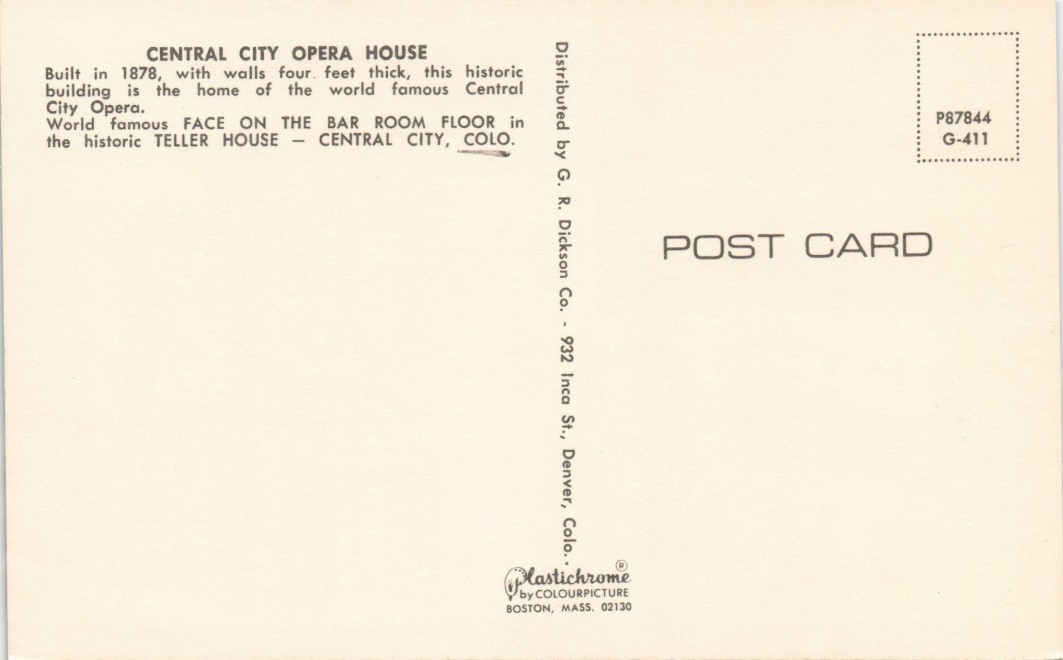 CENTRAL CITY OPERA HOUSE
Built in 1878, with walls four feet thick, this historic
building is the home of the world famous Central
City Opera.
World famous FACE ON THE BAR ROOM FLOOR in
the historic TELLER HOUSE — CENTRAL CITY, COLO.
Distributed by G. R. Dickson Co. - 932 Inca St., Denver, Colo.
P87844
G-411
POST CARD
Plastichrome ®
by COLOURPICTURE
BOSTON, MASS. 02130